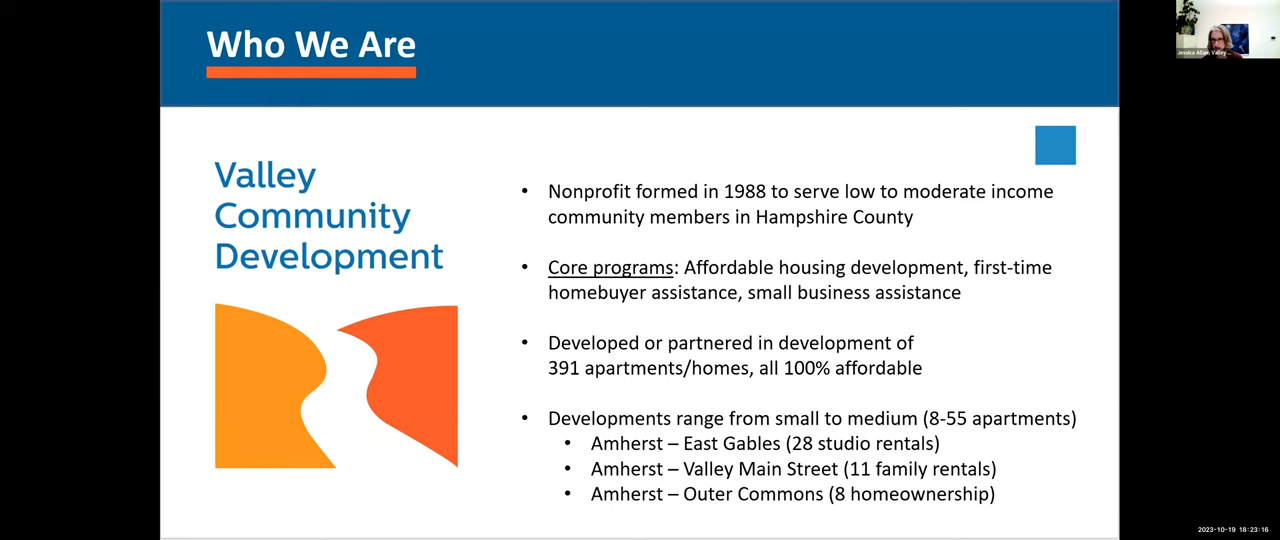 Who We Are
Jessica Allan, Valley ...
Valley
Community
Development
• Nonprofit formed in 1988 to serve low to moderate income
community members in Hampshire County
• Core programs: Affordable housing development, first-time
homebuyer assistance, small business assistance
• Developed or partnered in development of
391 apartments/homes, all 100% affordable
• Developments range from small to medium (8-55 apartments)
• Amherst – East Gables (28 studio rentals)
• Amherst – Valley Main Street (11 family rentals)
• Amherst – Outer Commons (8 homeownership)
2023-10-19 18:23:16